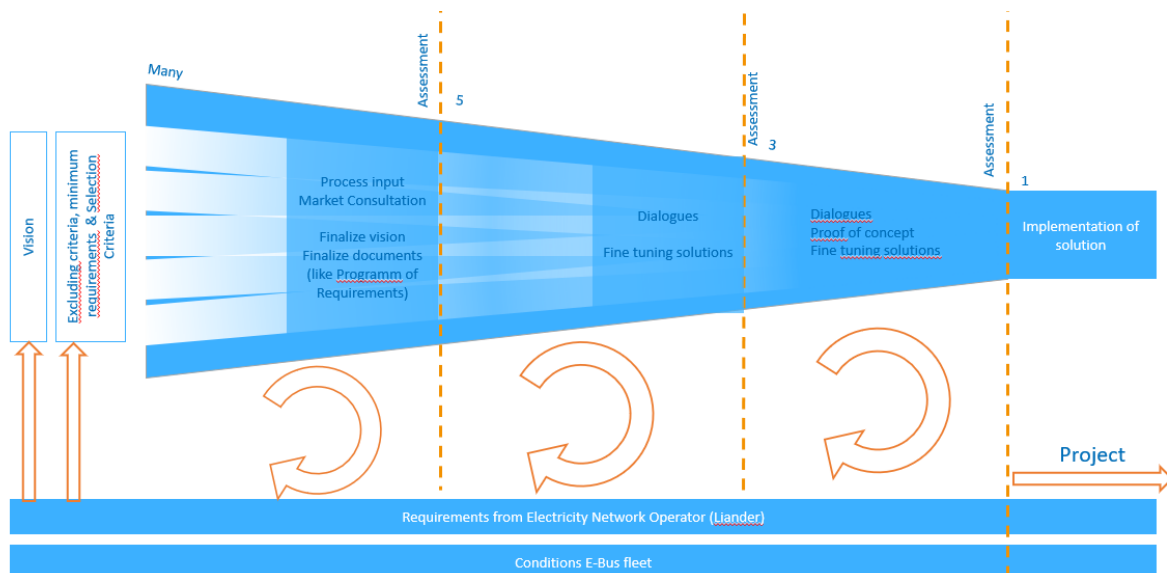 Many
Assessment
5
Assessment
3
Assessment
1
Vision
Excluding criteria, minimum
requirements & Selection
Criteria
Process input
Market Consultation
Finalize vision
Finalize documents
(like Programm of
Requirements)
Dialogues
Fine tuning solutions
Dialogues
Proof of concept
Fine tuning solutions
Implementation of
solution
Project
Requirements from Electricity Network Operator (Liander)
Conditions E-Bus fleet